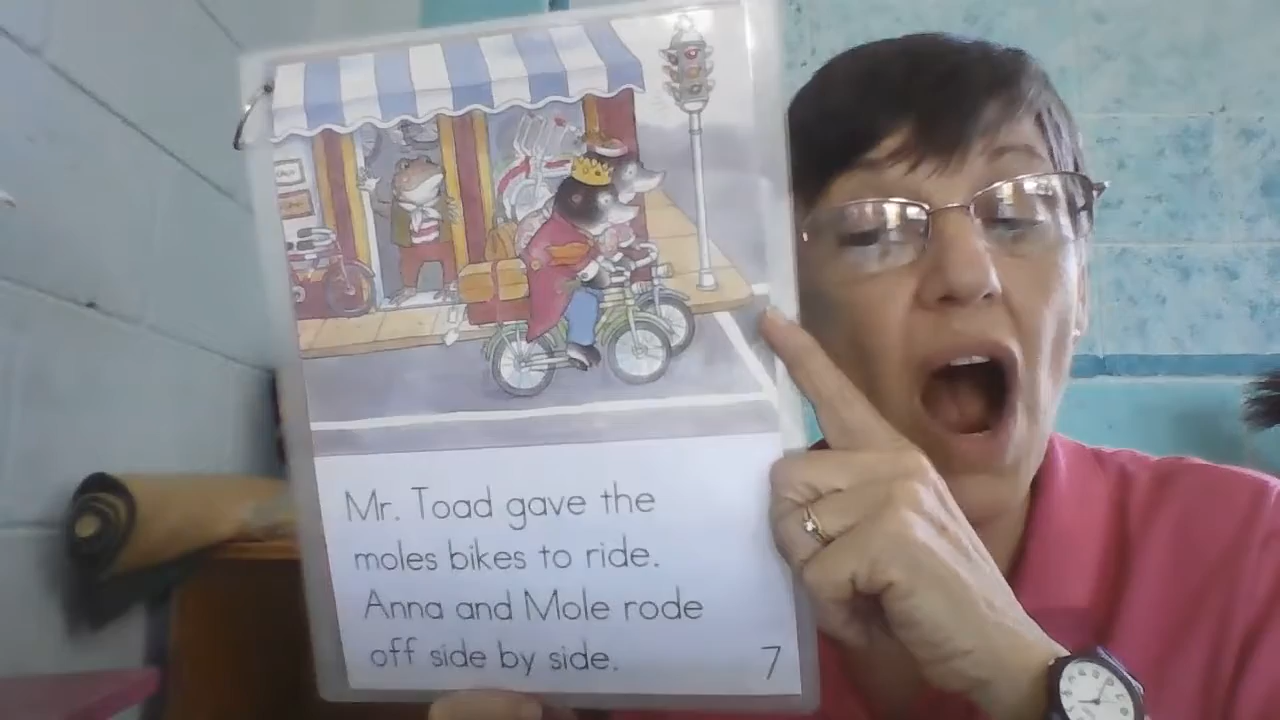 Mr. Toad gave the
moles bikes to ride.
Anna and Mole rode
off side by side.
7